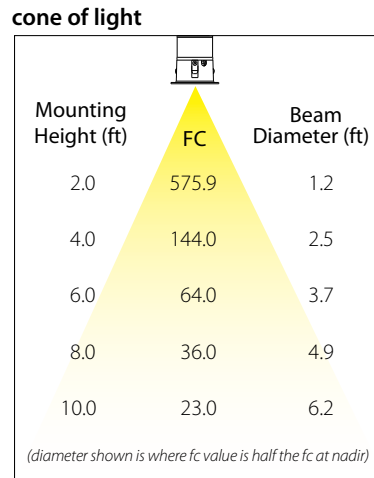 cone of light
Mounting Height (ft) FC Beam Diameter (ft)
2.0 575.9 1.2
4.0 144.0 2.5
6.0 64.0 3.7
8.0 36.0 4.9
10.0 23.0 6.2
(diameter shown is where fc value is half the fc at nadir)